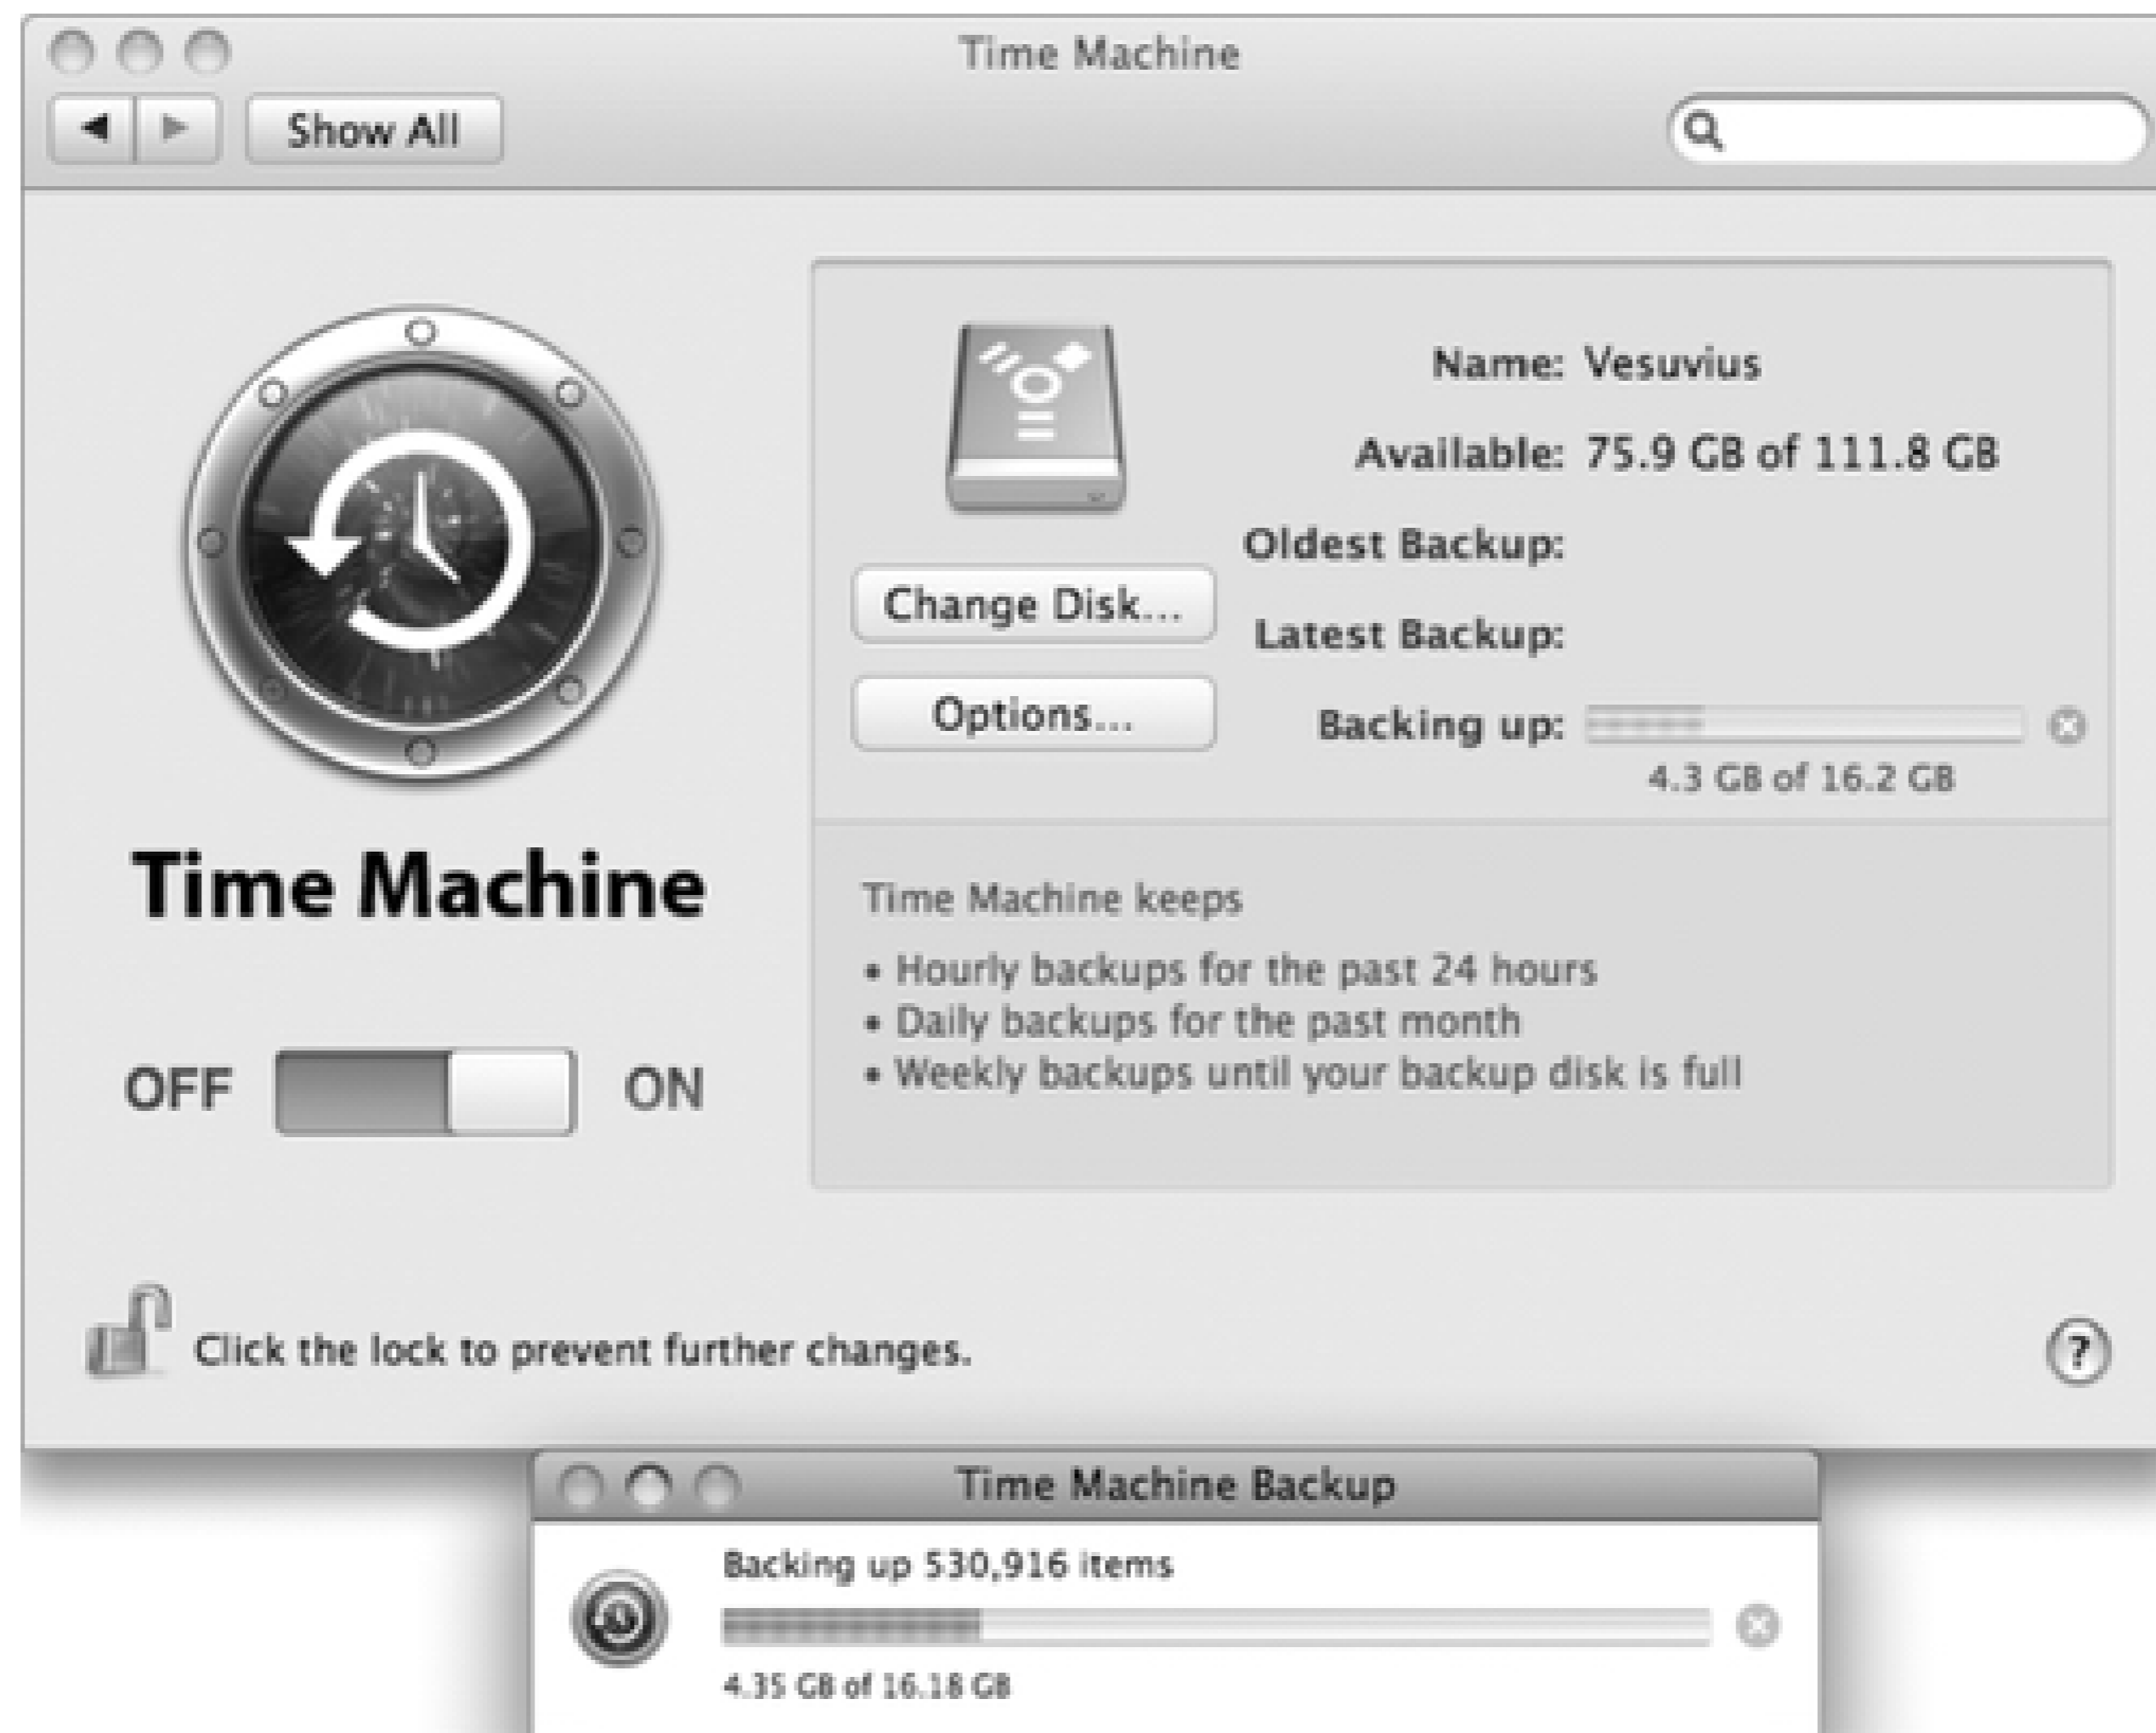 Time Machine
Show All
Name: Vesuvius
Available: 75.9 GB of 111.8 GB
Oldest Backup:
Change Disk...
Latest Backup:
Options...
Backing up:
4.3 GB of 16.2 GB
Time Machine
Time Machine keeps
• Hourly backups for the past 24 hours
• Daily backups for the past month
• Weekly backups until your backup disk is full
OFF ON
Click the lock to prevent further changes.
?
Time Machine Backup
Backing up 530,916 items
4.35 GB of 16.18 GB